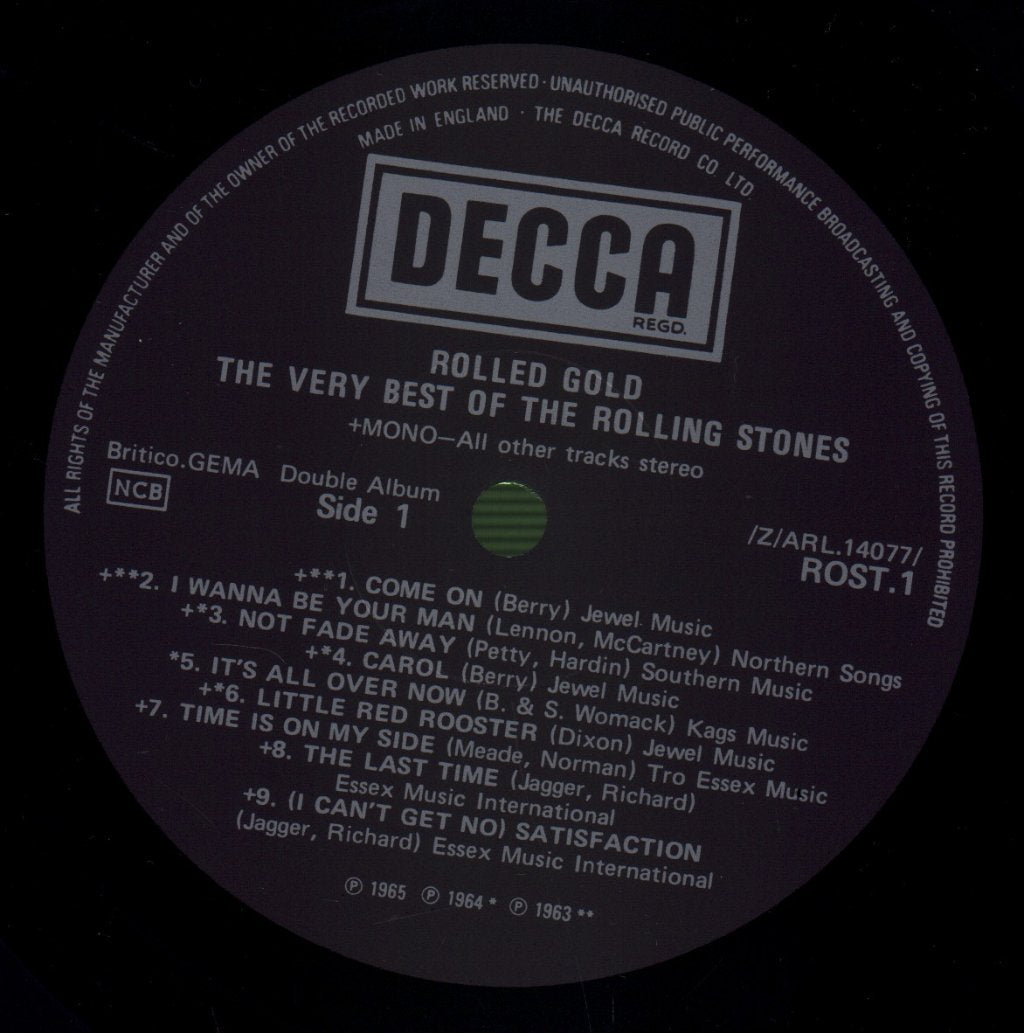 ALL RIGHTS OF THE MANUFACTURER AND OF THE OWNER OF THE RECORDED WORK RESERVED · UNAUTHORISED PUBLIC PERFORMANCE BROADCASTING AND COPYING OF THIS RECORD PROHIBITED
MADE IN ENGLAND · THE DECCA RECORD CO LTD
DECCA
REGD.
ROLLED GOLD
THE VERY BEST OF THE ROLLING STONES
+MONO—All other tracks stereo
Britico.GEMA Double Album
NCB
Side 1
/Z/ARL.14077/
ROST.1
+**1. COME ON (Berry) Jewel Music
+**2. I WANNA BE YOUR MAN (Lennon, McCartney) Northern Songs
+*3. NOT FADE AWAY (Petty, Hardin) Southern Music
+*4. CAROL (Berry) Jewel Music
*5. IT'S ALL OVER NOW (B. & S. Womack) Kags Music
+*6. LITTLE RED ROOSTER (Dixon) Jewel Music
+7. TIME IS ON MY SIDE (Meade, Norman) Tro Essex Music
+8. THE LAST TIME (Jagger, Richard)
Essex Music International
+9. (I CAN'T GET NO) SATISFACTION
(Jagger, Richard) Essex Music International
℗ 1965 ℗ 1964 * ℗ 1963 **